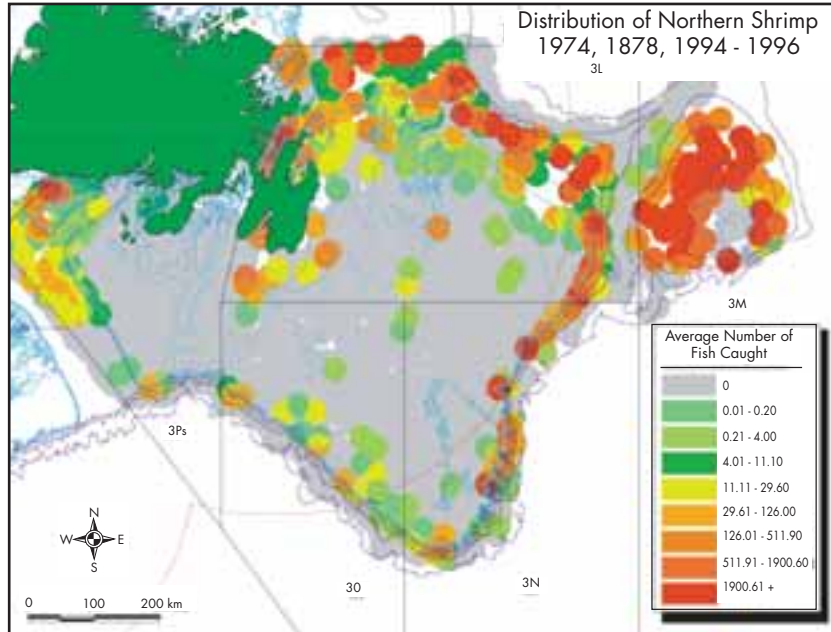 Distribution of Northern Shrimp
1974, 1878, 1994 - 1996
3L
3M
Average Number of
Fish Caught
0
0.01 - 0.20
0.21 - 4.00
4.01 - 11.10
11.11 - 29.60
29.61 - 126.00
126.01 - 511.90
511.91 - 1900.60
1900.61 +
3Ps
N
W E
S
30
3N
0 100 200 km